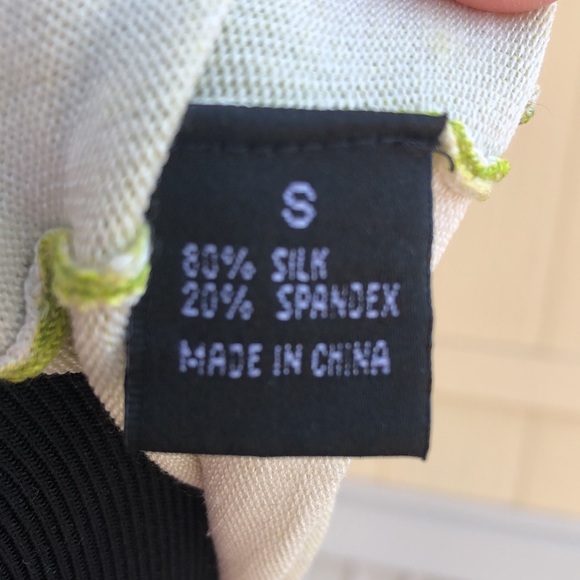 S
80% SILK
20% SPANDEX
MADE IN CHINA